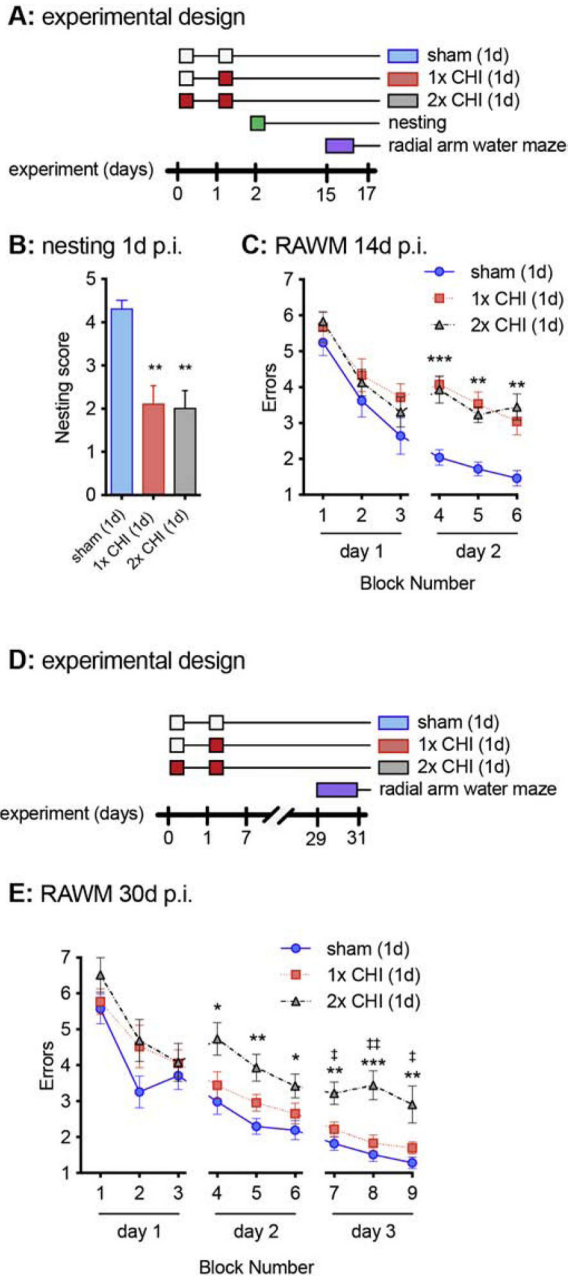 A: experimental design
sham (1d)
1x CHI (1d)
2x CHI (1d)
nesting
radial arm water maze
experiment (days)
0 1 2 15 17
B: nesting 1d p.i.
5
4
3
2
1
0
Nesting score
** **
sham (1d)
1x CHI (1d)
2x CHI (1d)
C: RAWM 14d p.i.
sham (1d)
1x CHI (1d)
2x CHI (1d)
7
6
5
4
3
2
1
Errors
*** ** **
1 2 3 4 5 6
day 1 day 2
Block Number
D: experimental design
sham (1d)
1x CHI (1d)
2x CHI (1d)
radial arm water maze
experiment (days)
0 1 7 29 31
E: RAWM 30d p.i.
sham (1d)
1x CHI (1d)
2x CHI (1d)
7
6
5
4
3
2
1
Errors
* ** *
‡ ‡‡ ‡
** *** **
1 2 3 4 5 6 7 8 9
day 1 day 2 day 3
Block Number